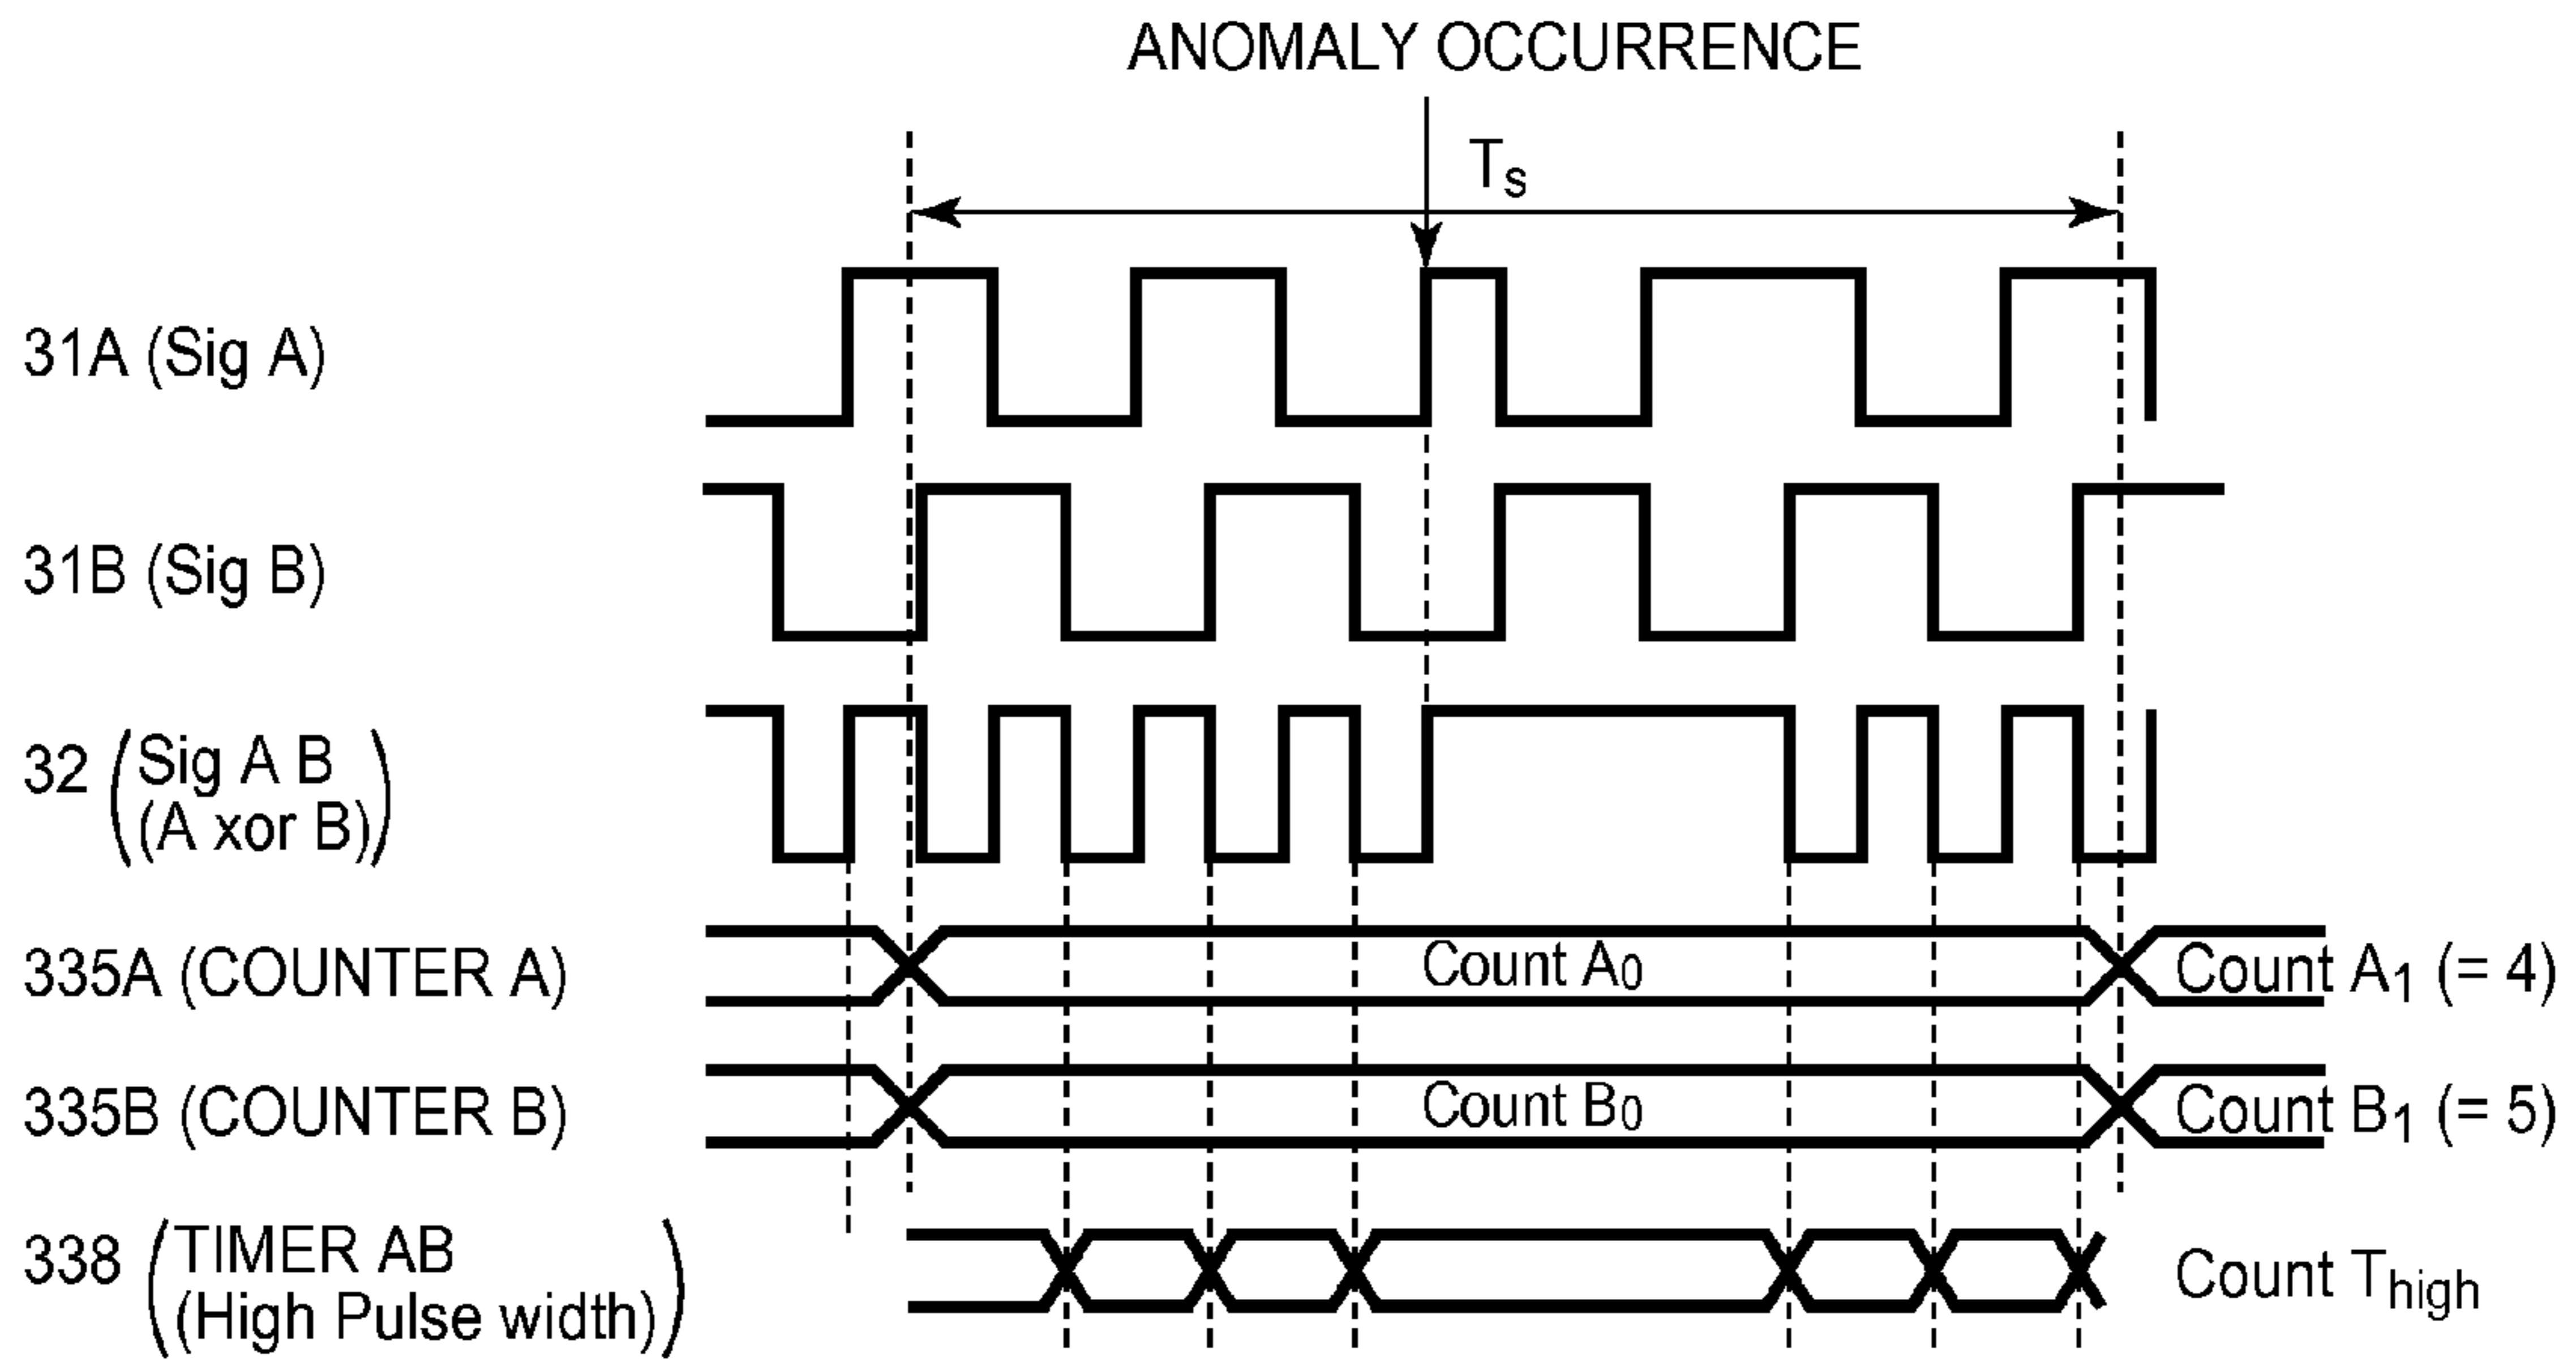 ANOMALY OCCURRENCE
Ts
31A (Sig A)
31B (Sig B)
32 (Sig A B
(A xor B))
335A (COUNTER A)
Count A0
Count A1 (= 4)
335B (COUNTER B)
Count B0
Count B1 (= 5)
338 (TIMER AB
(High Pulse width))
Count Thigh